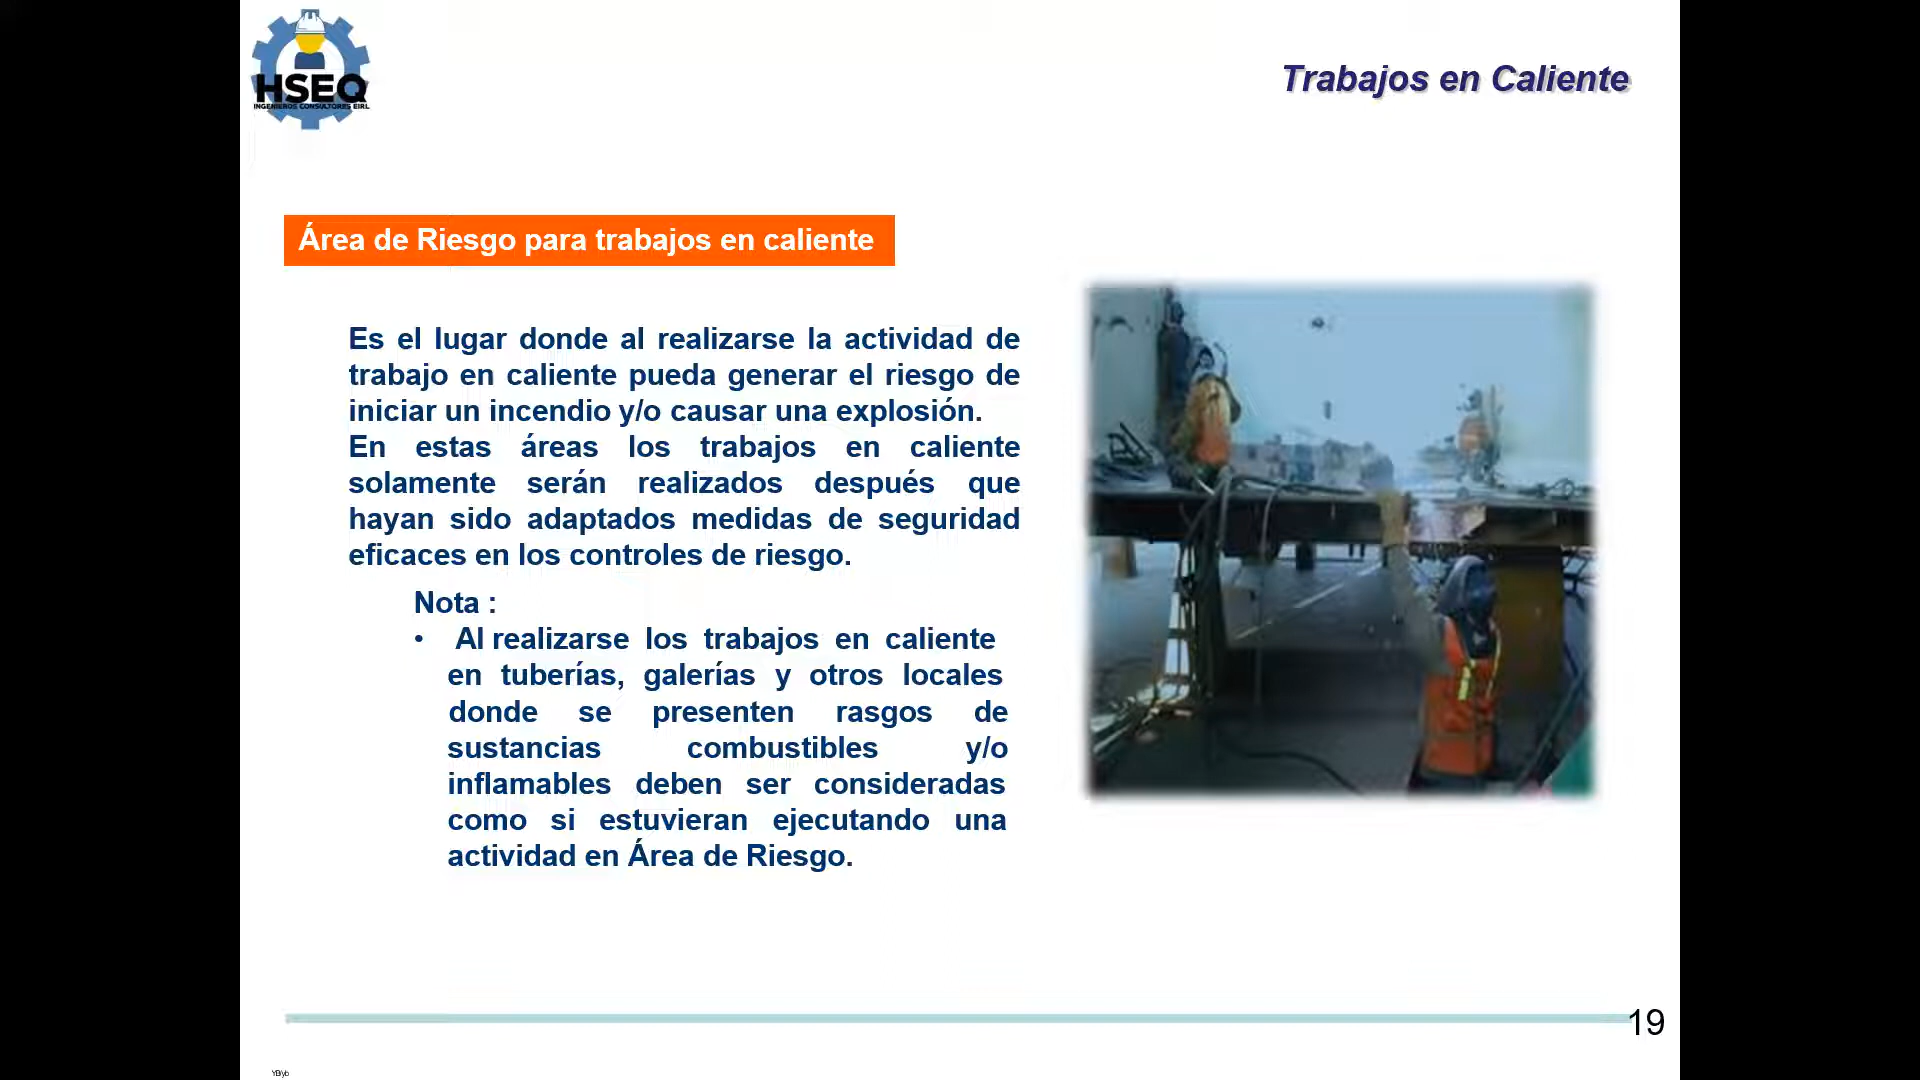 HSEQ
INGENIEROS CONSULTORES EIRL
Trabajos en Caliente
Área de Riesgo para trabajos en caliente
Es el lugar donde al realizarse la actividad de
trabajo en caliente pueda generar el riesgo de
iniciar un incendio y/o causar una explosión.
En estas áreas los trabajos en caliente
solamente serán realizados después que
hayan sido adaptados medidas de seguridad
eficaces en los controles de riesgo.
Nota :
• Al realizarse los trabajos en caliente
en tuberías, galerías y otros locales
donde se presenten rasgos de
sustancias combustibles y/o
inflamables deben ser consideradas
como si estuvieran ejecutando una
actividad en Área de Riesgo.
19